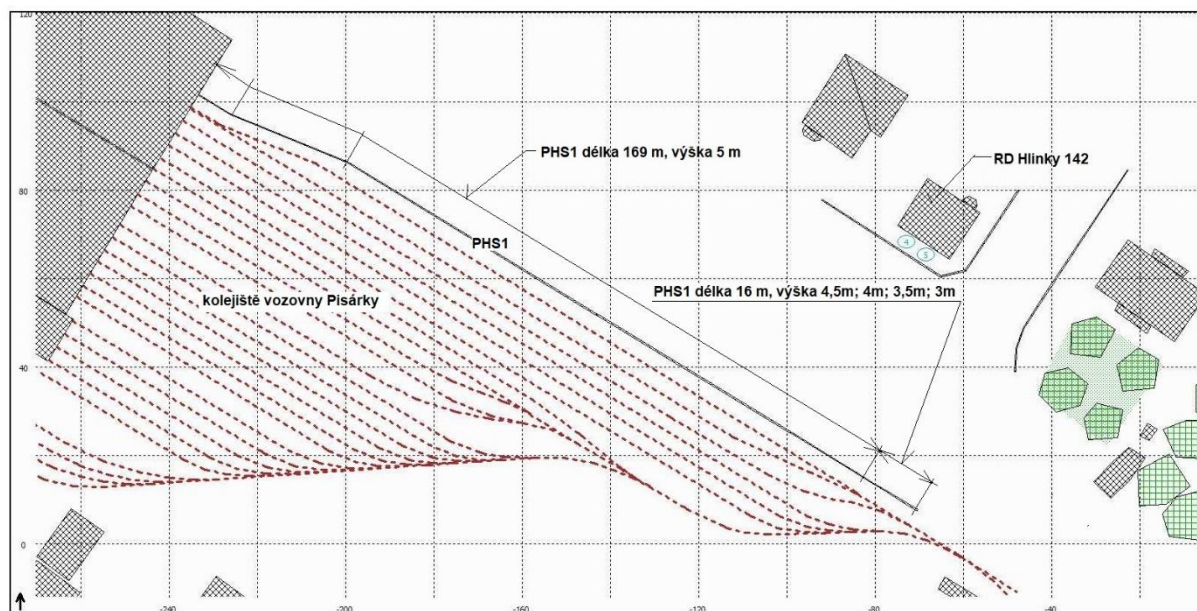 120
PHS1 délka 169 m, výška 5 m
RD Hlinky 142
80
4
5
PHS1
PHS1 délka 16 m, výška 4,5m; 4m; 3,5m; 3m
kolejiště vozovny Pisárky
40
0
-240
-200
-160
-120
-80
-40